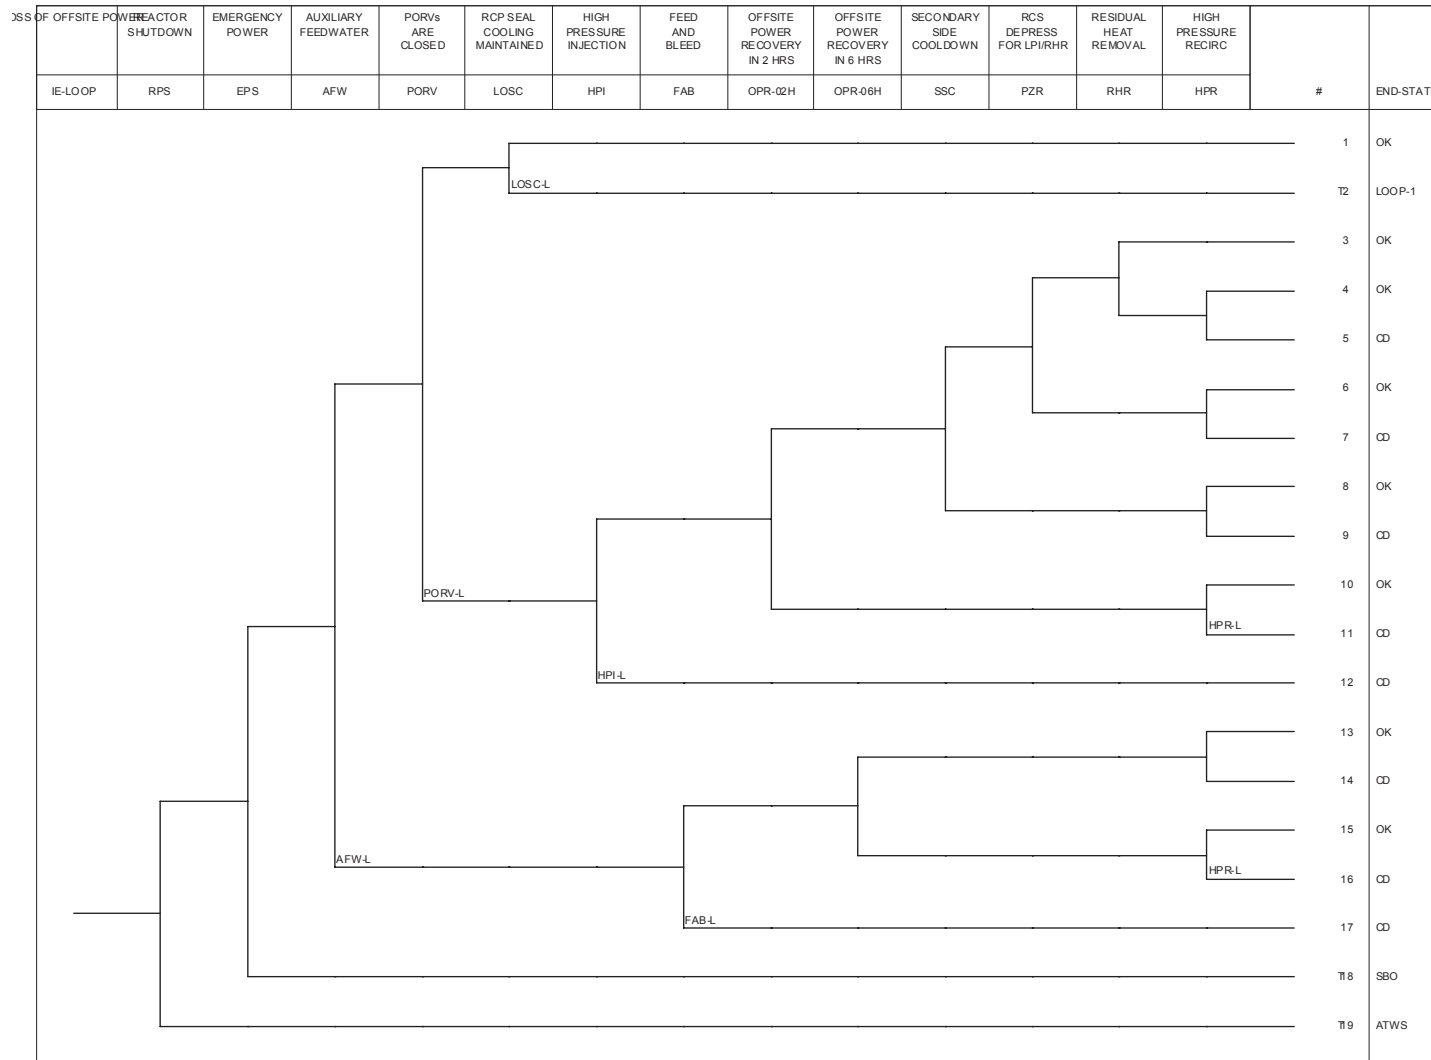 OSS OF OFFSITE POWER
REACTOR
SHUTDOWN
EMERGENCY
POWER
AUXILIARY
FEEDWATER
PORVs
ARE
CLOSED
RCP SEAL
COOLING
MAINTAINED
HIGH
PRESSURE
INJECTION
FEED
AND
BLEED
OFFSITE
POWER
RECOVERY
IN 2 HRS
OFFSITE
POWER
RECOVERY
IN 6 HRS
SECONDARY
SIDE
COOLDOWN
RCS
DEPRESS
FOR LPI/RHR
RESIDUAL
HEAT
REMOVAL
HIGH
PRESSURE
RECIRC
IE-LOOP RPS EPS AFW PORV LOSC HPI FAB OPR-02H OPR-06H SSC PZR RHR HPR # END-STAT
1 OK
LOSC-L
T2 LOOP-1
3 OK
4 OK
5 CD
6 OK
7 CD
8 OK
9 CD
10 OK
PORV-L
HPR-L
11 CD
HPI-L
12 CD
13 OK
14 CD
15 OK
AFW-L
HPR-L
16 CD
FAB-L
17 CD
T18 SBO
T19 ATWS